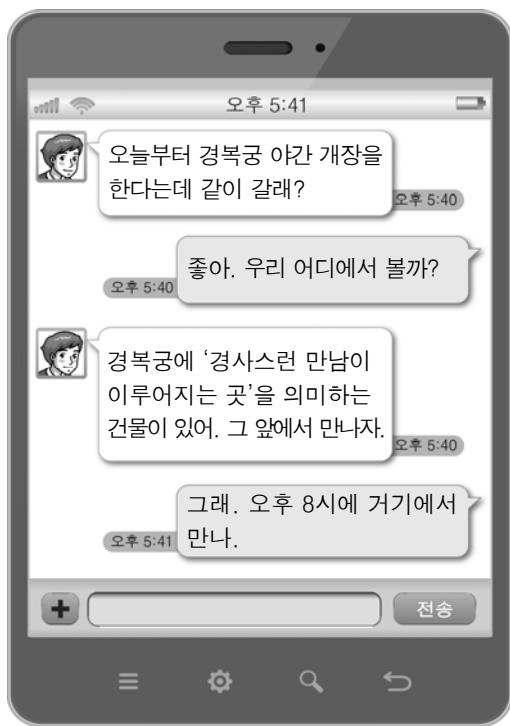 오후 5:41
오늘부터 경복궁 야간 개장을
한다는데 같이 갈래?
오후 5:40
좋아. 우리 어디에서 볼까?
오후 5:40
경복궁에 ‘경사스런 만남이
이루어지는 곳’을 의미하는
건물이 있어. 그 앞에서 만나자.
오후 5:40
그래. 오후 8시에 거기에서
만나.
오후 5:41
전송